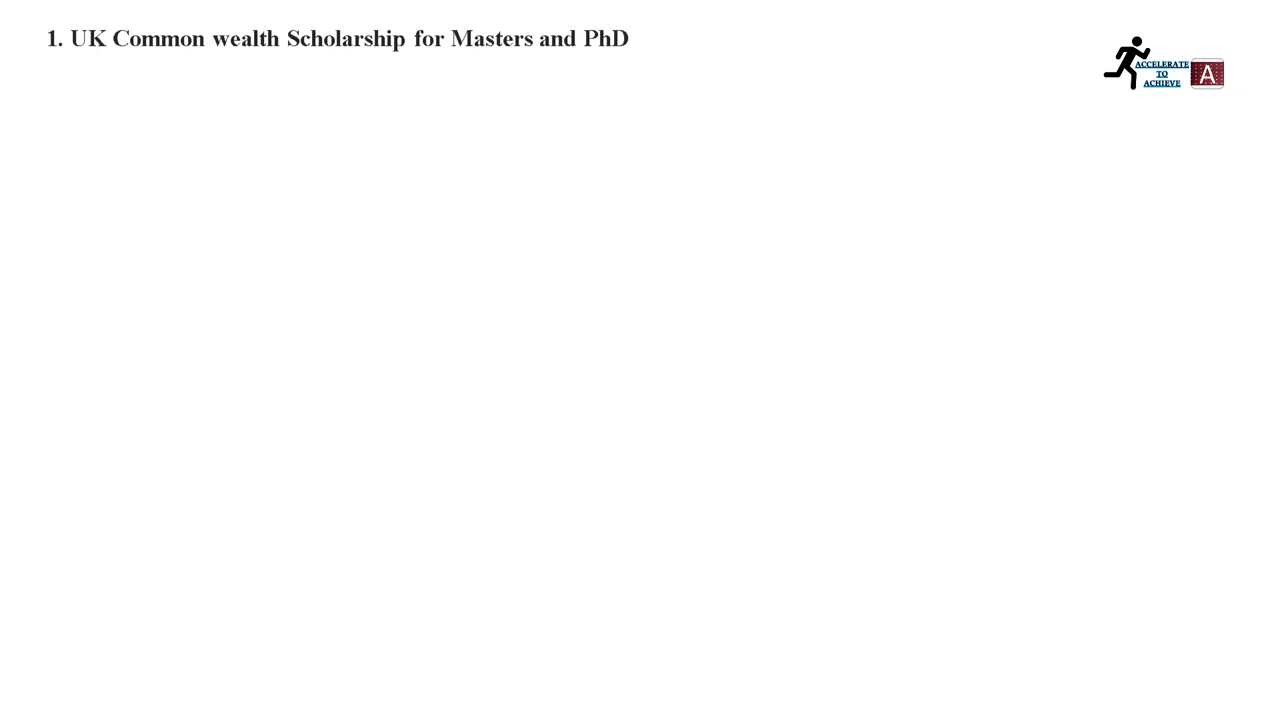 1. UK Common wealth Scholarship for Masters and PhD
ACCELERATE
TO
ACHIEVE
A